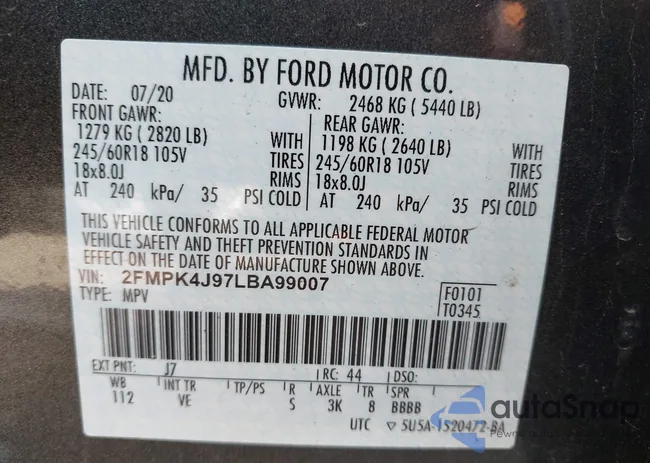 MFD. BY FORD MOTOR CO.
DATE: 07/20 GVWR: 2468 KG ( 5440 LB)
FRONT GAWR: REAR GAWR:
1279 KG ( 2820 LB) WITH 1198 KG ( 2640 LB) WITH
245/60R18 105V TIRES 245/60R18 105V TIRES
18x8.0J RIMS 18x8.0J RIMS
AT 240 kPa/ 35 PSI COLD AT 240 kPa/ 35 PSI COLD
THIS VEHICLE CONFORMS TO ALL APPLICABLE FEDERAL MOTOR
VEHICLE SAFETY AND THEFT PREVENTION STANDARDS IN
EFFECT ON THE DATE OF MANUFACTURE SHOWN ABOVE.
VIN: 2FMPK4J97LBA99007
TYPE: MPV
F0101
T0345
EXT PNT: J7 RC: 44 DSO:
WB INT TR TP/PS R AXLE TR SPR
112 VE S 3K 8 BBBB
UTC 5U5A-1520472-BA
autoSnap